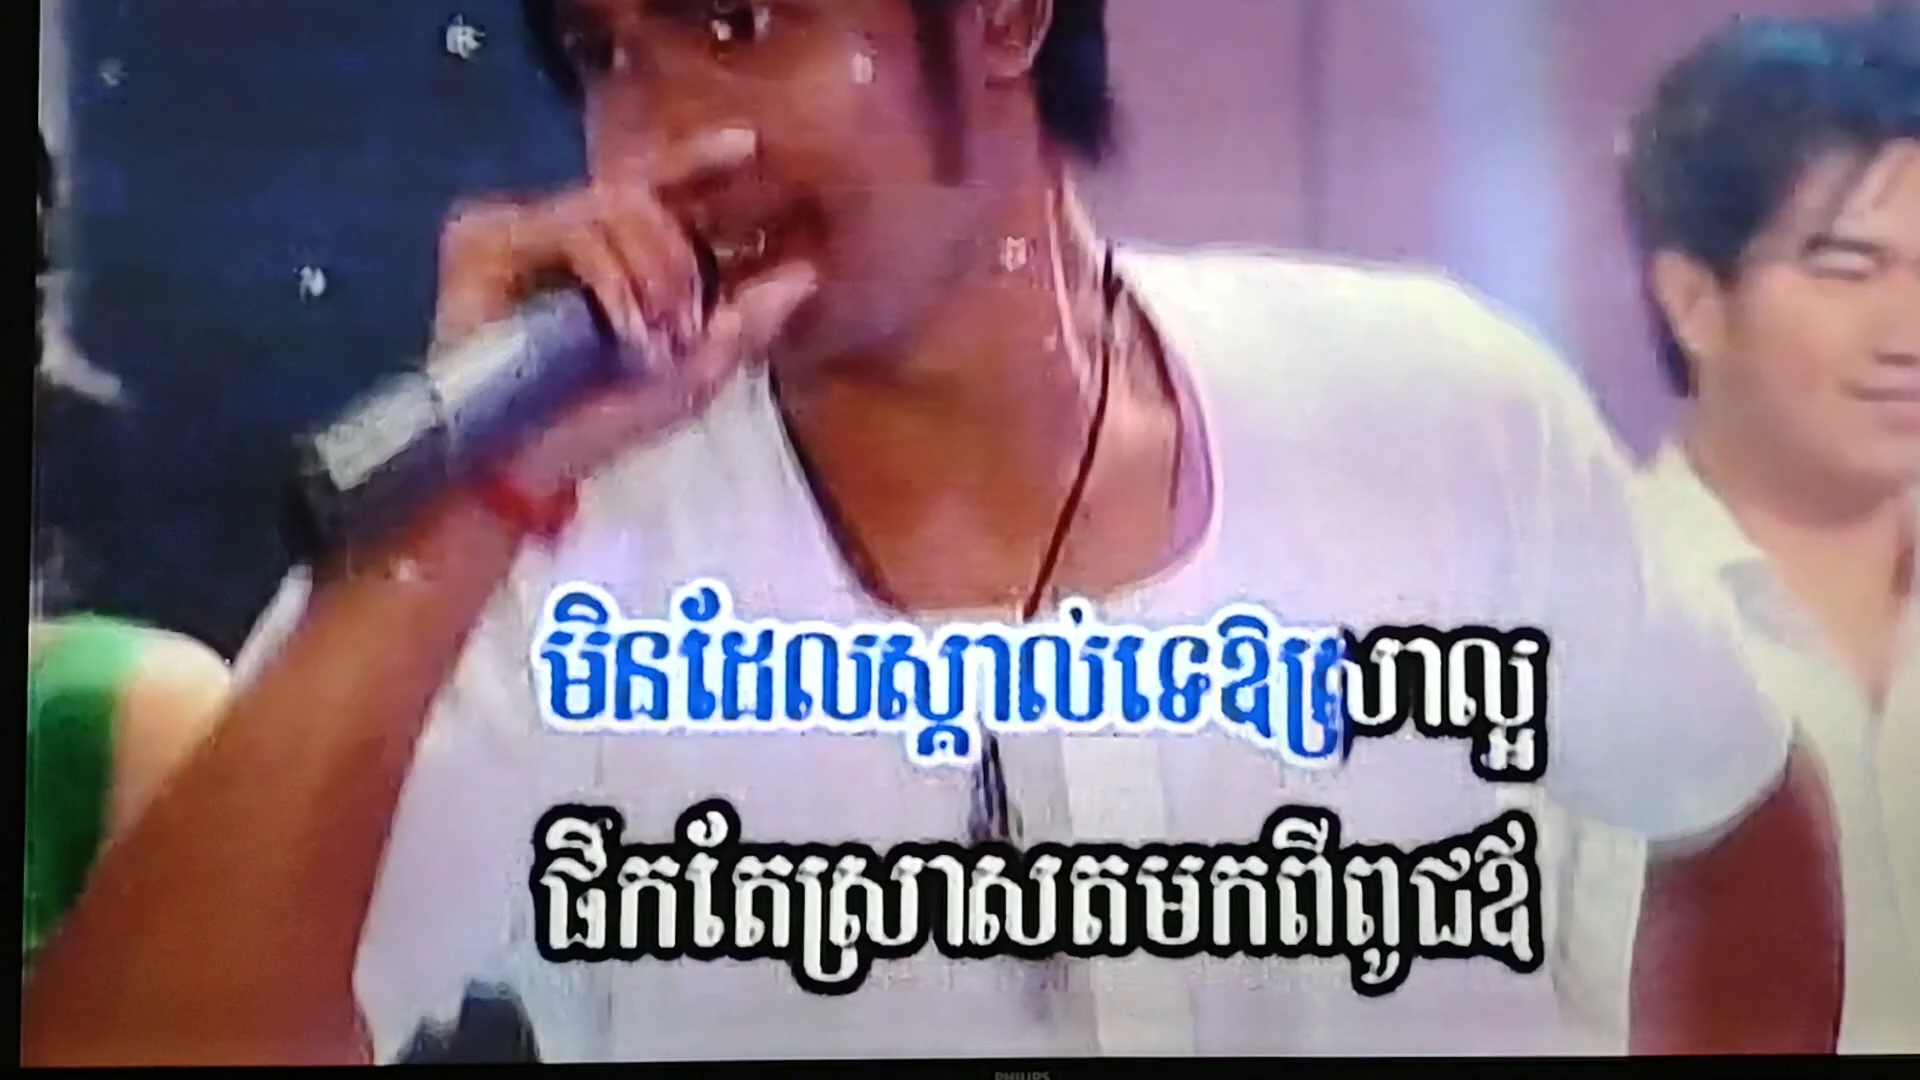 មិនដែលស្គាល់ទេឱស្រាល្អ
ផឹកតែស្រាសតមកពីពូជឪ
PHILIPS